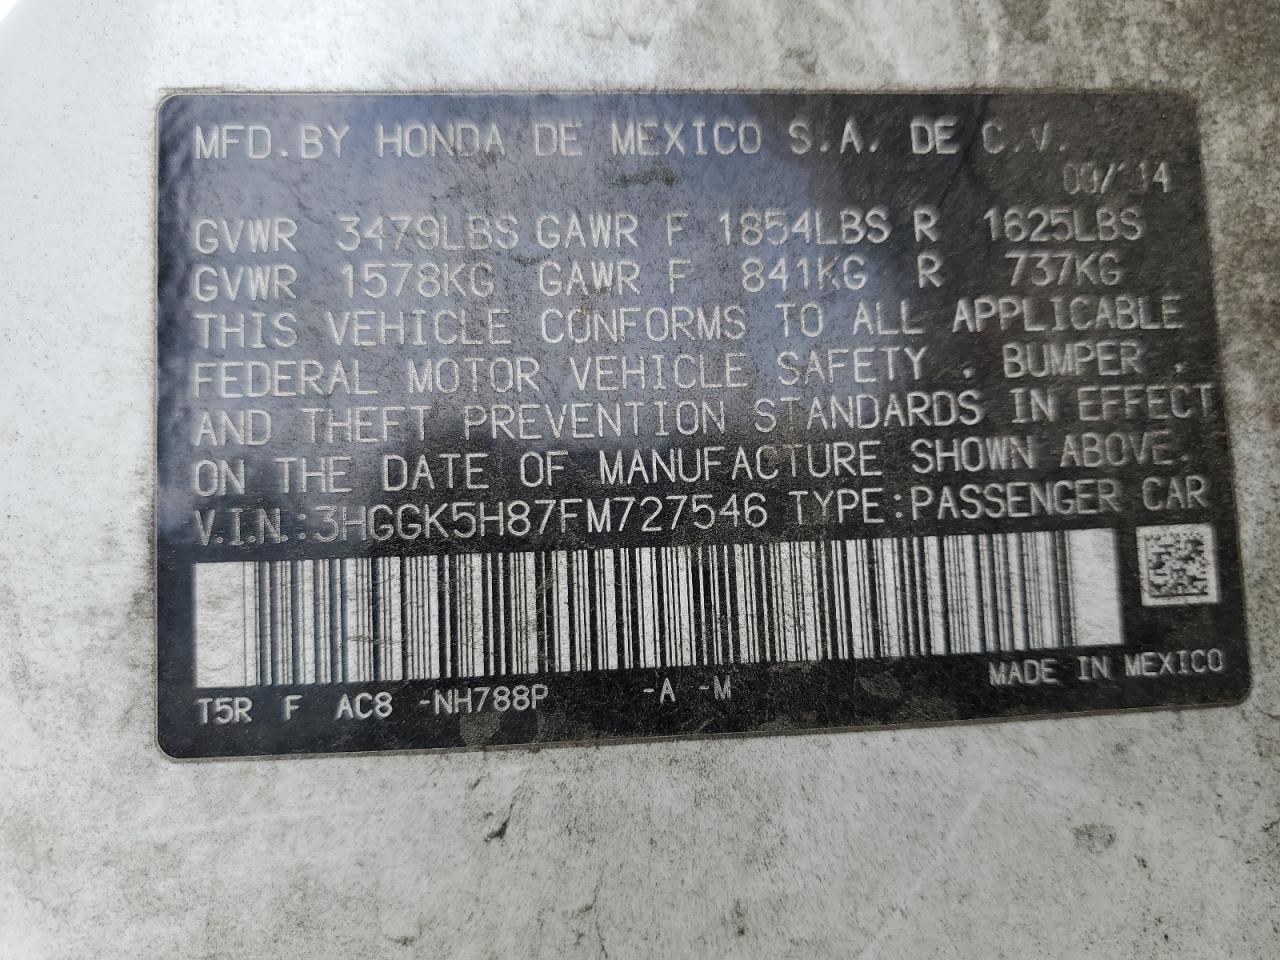 MFD.BY HONDA DE MEXICO S.A. DE C.V.
GVWR 3479LBS GAWR F 1854LBS R 1625LBS
GVWR 1578KG GAWR F 841KG R 737KG
THIS VEHICLE CONFORMS TO ALL APPLICABLE
FEDERAL MOTOR VEHICLE SAFETY , BUMPER ,
AND THEFT PREVENTION STANDARDS IN EFFECT
ON THE DATE OF MANUFACTURE SHOWN ABOVE.
V.I.N.:3HGGK5H87FM727546 TYPE:PASSENGER CAR
T5R F AC8 -NH788P -A -M MADE IN MEXICO